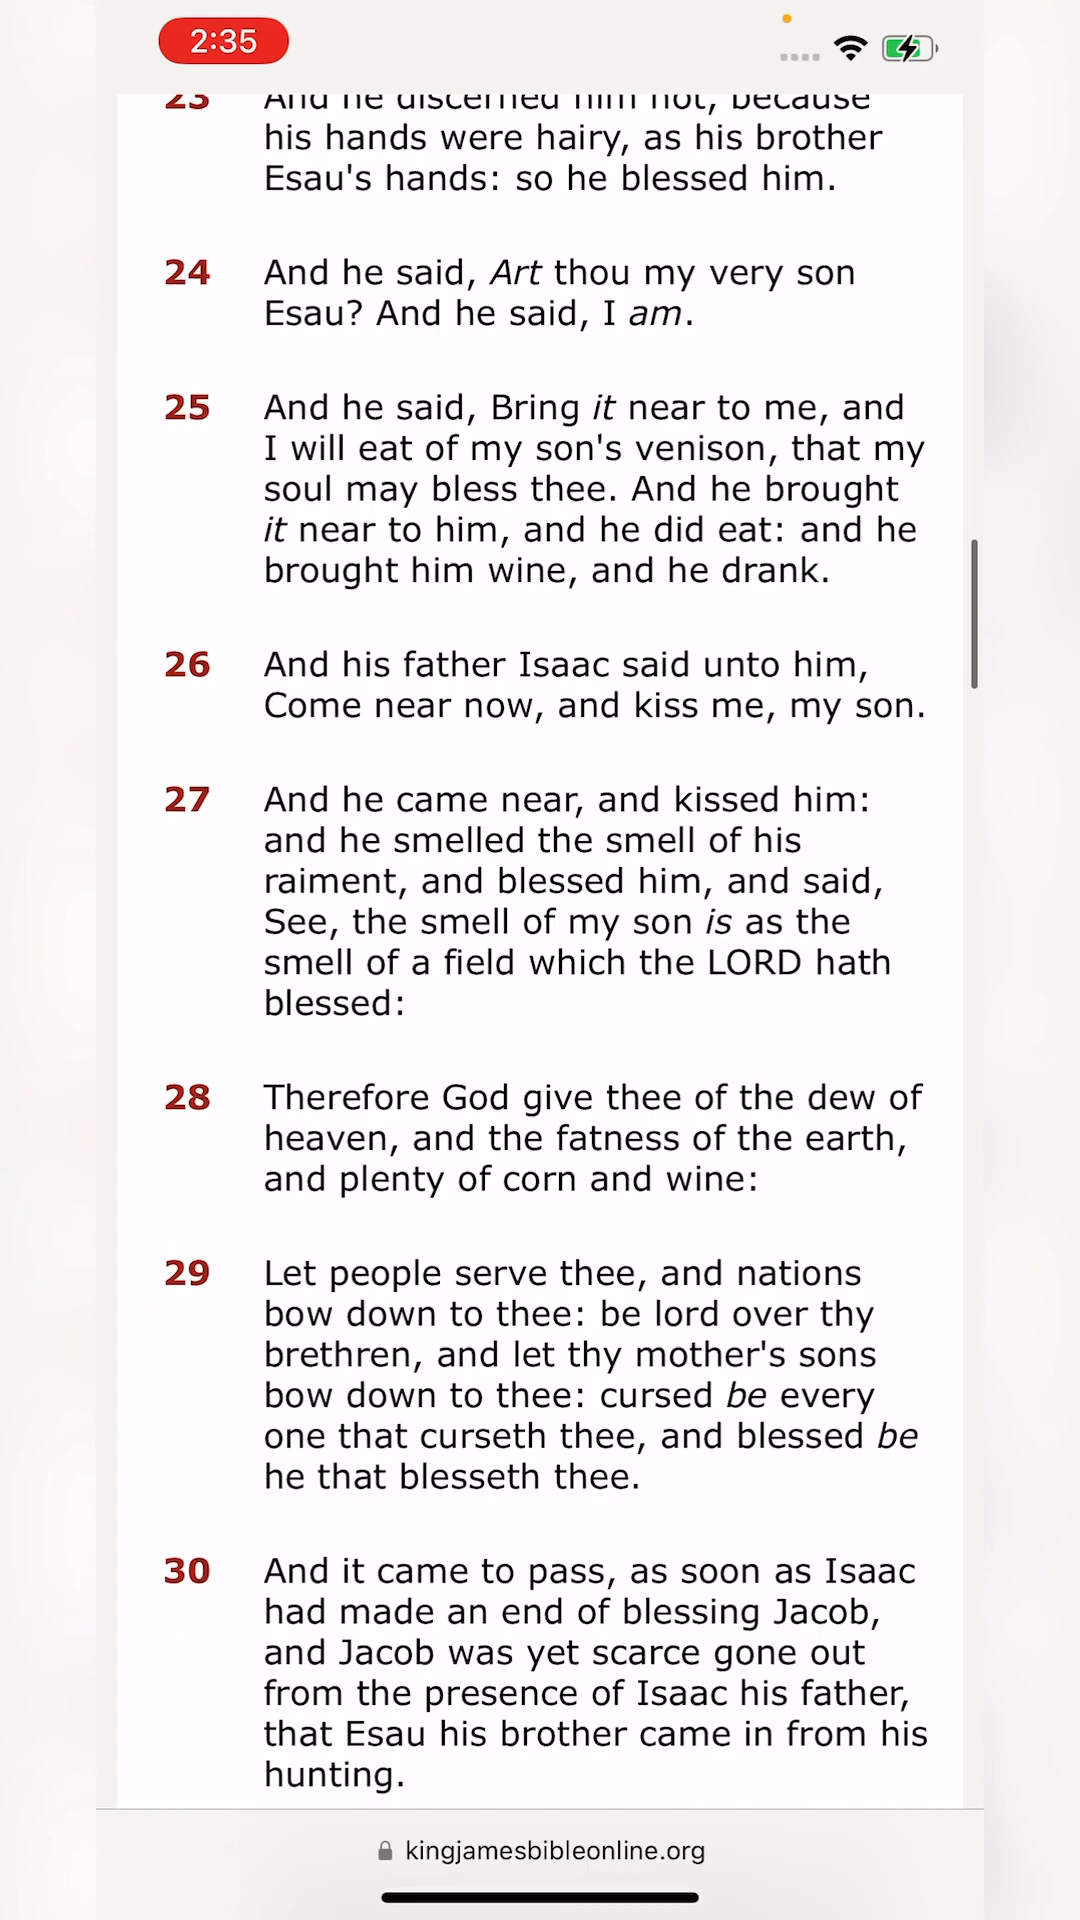 2:35
23 And he discerned him not, because
his hands were hairy, as his brother
Esau's hands: so he blessed him.
24 And he said, Art thou my very son
Esau? And he said, I am.
25 And he said, Bring it near to me, and
I will eat of my son's venison, that my
soul may bless thee. And he brought
it near to him, and he did eat: and he
brought him wine, and he drank.
26 And his father Isaac said unto him,
Come near now, and kiss me, my son.
27 And he came near, and kissed him:
and he smelled the smell of his
raiment, and blessed him, and said,
See, the smell of my son is as the
smell of a field which the LORD hath
blessed:
28 Therefore God give thee of the dew of
heaven, and the fatness of the earth,
and plenty of corn and wine:
29 Let people serve thee, and nations
bow down to thee: be lord over thy
brethren, and let thy mother's sons
bow down to thee: cursed be every
one that curseth thee, and blessed be
he that blesseth thee.
30 And it came to pass, as soon as Isaac
had made an end of blessing Jacob,
and Jacob was yet scarce gone out
from the presence of Isaac his father,
that Esau his brother came in from his
hunting.
kingjamesbibleonline.org